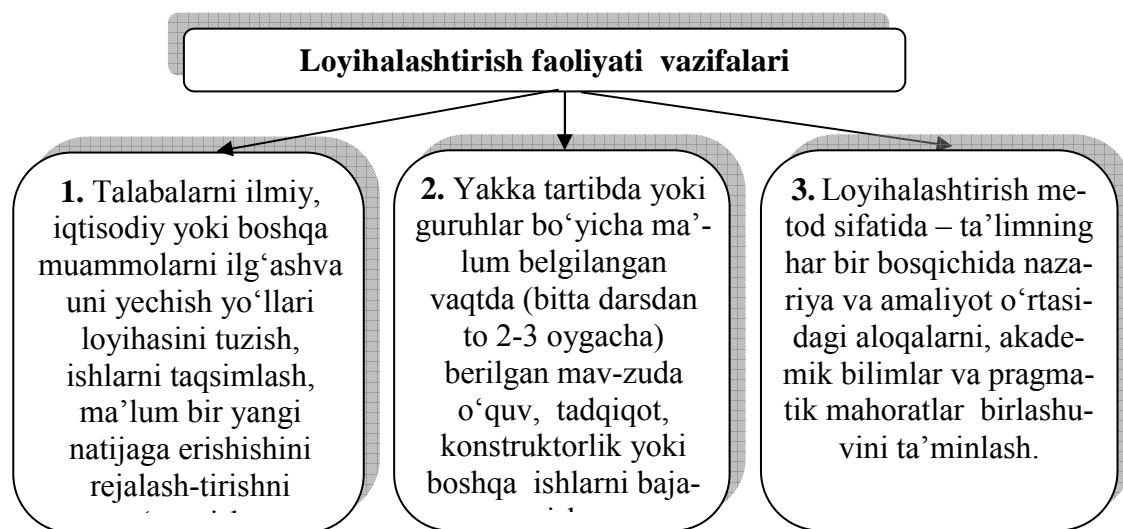 Loyihalashtirish faoliyati vazifalari
1. Talabalarni ilmiy,
iqtisodiy yoki boshqa
muammolarni ilg‘ashva
uni yechish yo‘llari
loyihasini tuzish,
ishlarni taqsimlash,
ma’lum bir yangi
natijaga erishishini
rejalash-tirishni
2. Yakka tartibda yoki
guruhlar bo‘yicha ma’-
lum belgilangan
vaqtda (bitta darsdan
to 2-3 oygacha)
berilgan mav-zuda
o‘quv, tadqiqot,
konstruktorlik yoki
boshqa ishlarni baja-
3. Loyihalashtirish me-
tod sifatida – ta’limning
har bir bosqichida naza-
riya va amaliyot o‘rtasi-
dagi aloqalarni, akade-
mik bilimlar va pragma-
tik mahoratlar birlashu-
vini ta’minlash.